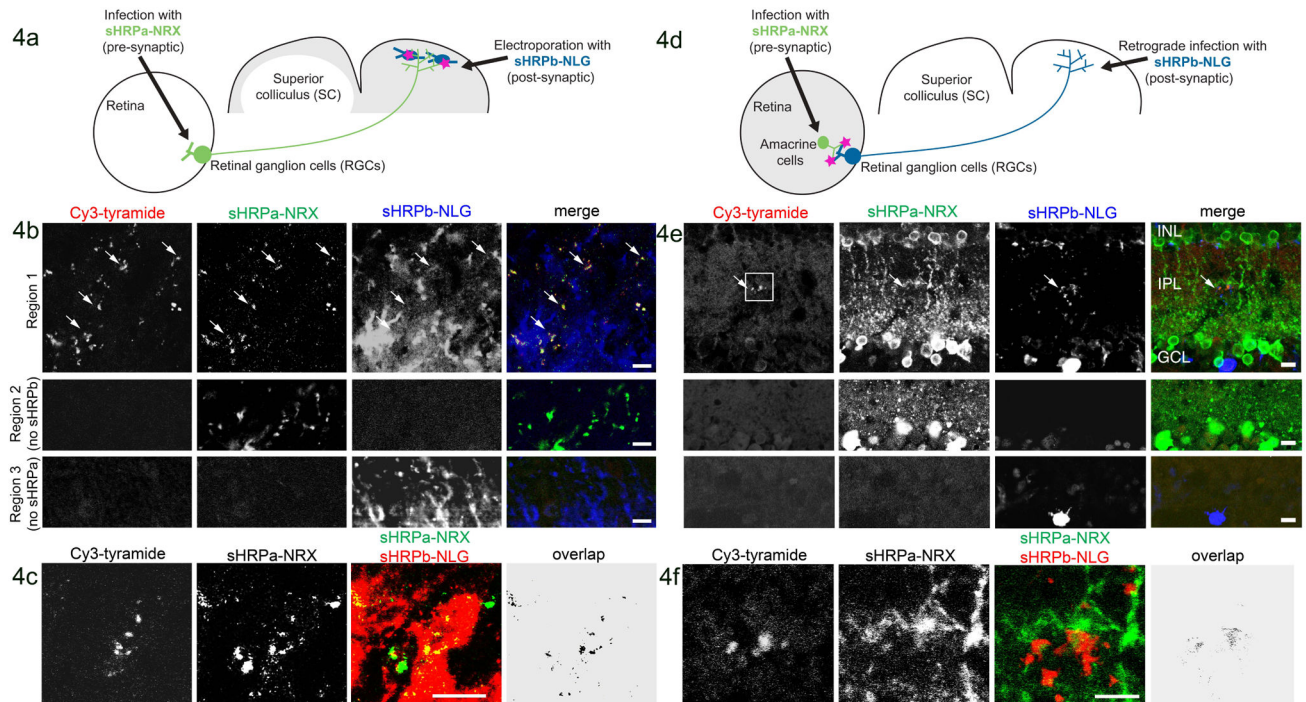 4a
Infection with
sHRPa-NRX
(pre-synaptic)
Retina
Superior
colliculus (SC)
Electroporation with
sHRPb-NLG
(post-synaptic)
Retinal ganglion cells (RGCs)
4d
Infection with
sHRPa-NRX
(pre-synaptic)
Retina
Amacrine
cells
Superior
colliculus (SC)
Retrograde infection with
sHRPb-NLG
(post-synaptic)
Retinal ganglion cells (RGCs)
4b
Cy3-tyramide sHRPa-NRX sHRPb-NLG merge
Region 1
Region 2
(no sHRPb)
Region 3
(no sHRPa)
4e
Cy3-tyramide sHRPa-NRX sHRPb-NLG merge
INL
IPL
GCL
4c
Cy3-tyramide sHRPa-NRX sHRPa-NRX
sHRPb-NLG overlap
4f
Cy3-tyramide sHRPa-NRX sHRPa-NRX
sHRPb-NLG overlap